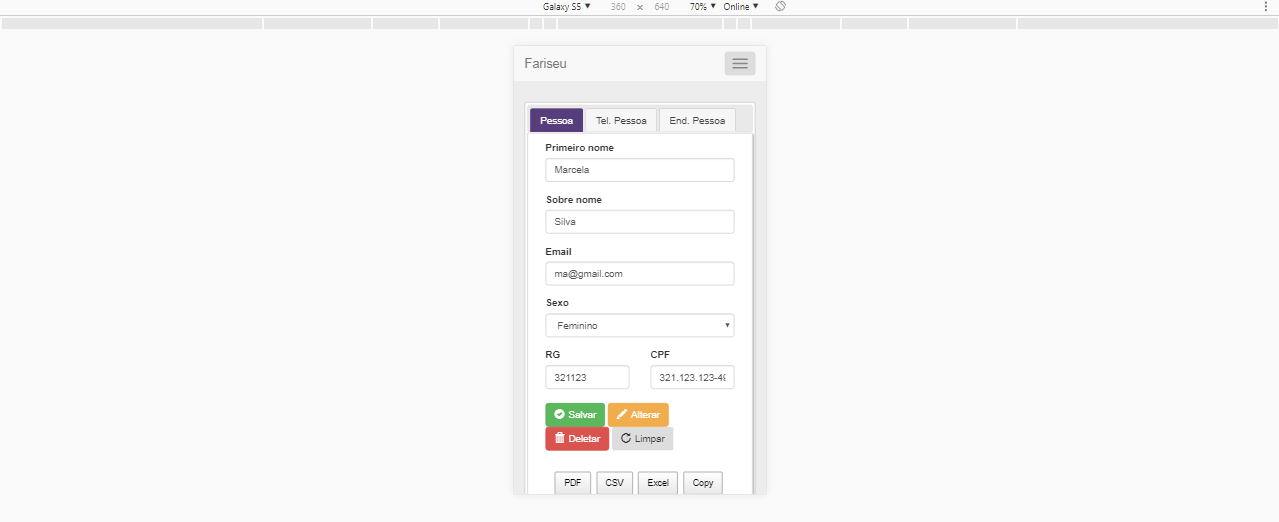 Galaxy S5 ▼ 360 × 640 70% ▼ Online ▼
Fariseu
Pessoa Tel. Pessoa End. Pessoa
Primeiro nome
Marcela
Sobre nome
Silva
Email
ma@gmail.com
Sexo
Feminino
RG CPF
321123 321.123.123-49
Salvar Alterar
Deletar Limpar
PDF CSV Excel Copy